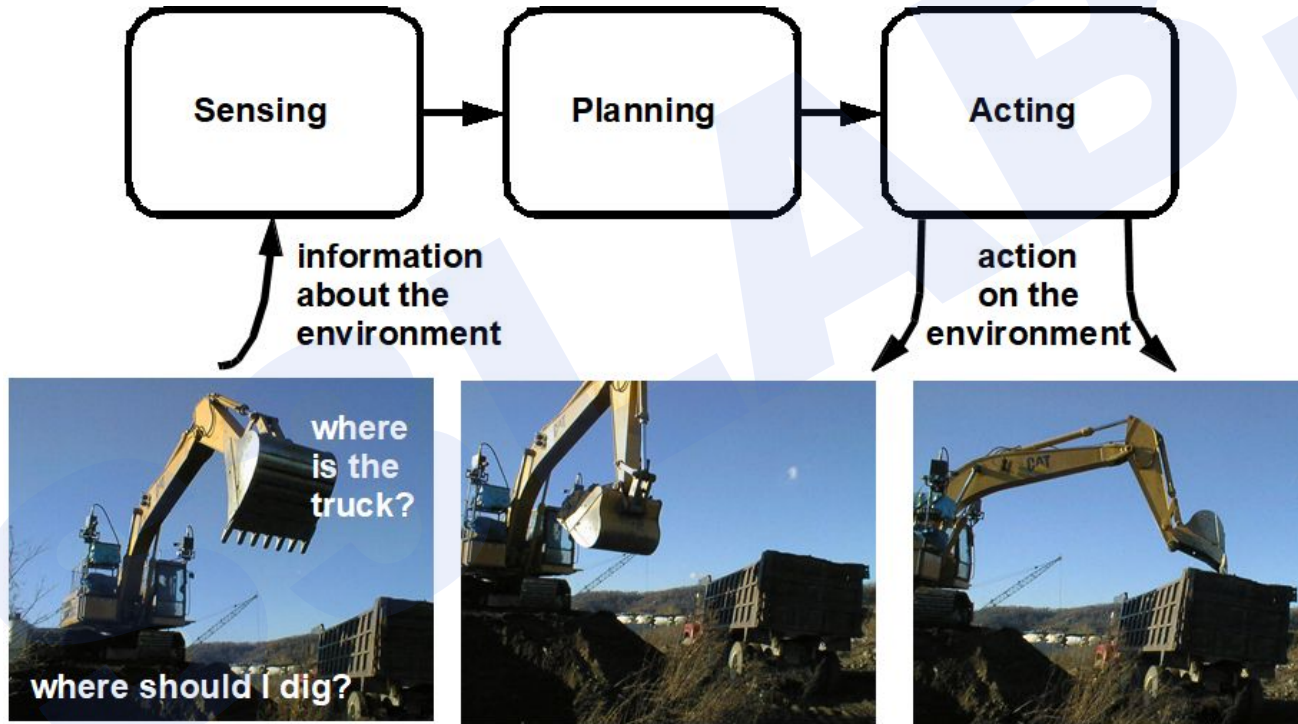 Sensing
Planning
Acting
information
about the
environment
action
on the
environment
where
is the
truck?
where should I dig?
CAT
CAT